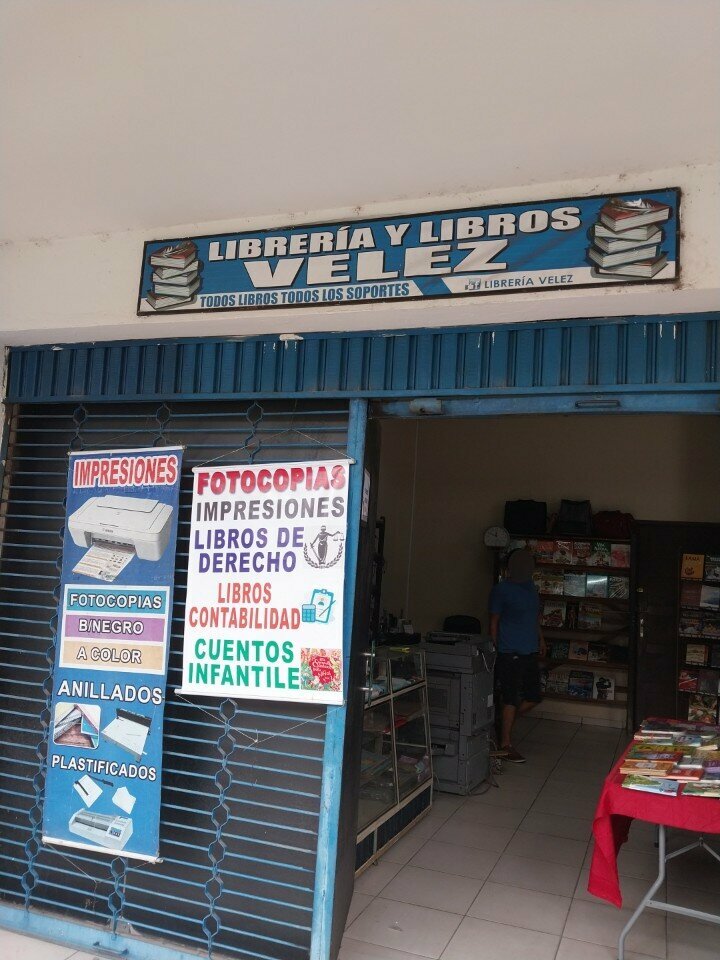 LIBRERÍA Y LIBROS
VELEZ
TODOS LIBROS TODOS LOS SOPORTES
LIBRERÍA VELEZ
IMPRESIONES
FOTOCOPIAS
B/NEGRO
A COLOR
ANILLADOS
PLASTIFICADOS
FOTOCOPIAS
IMPRESIONES
LIBROS DE
DERECHO
LIBROS
CONTABILIDAD
CUENTOS
INFANTILE